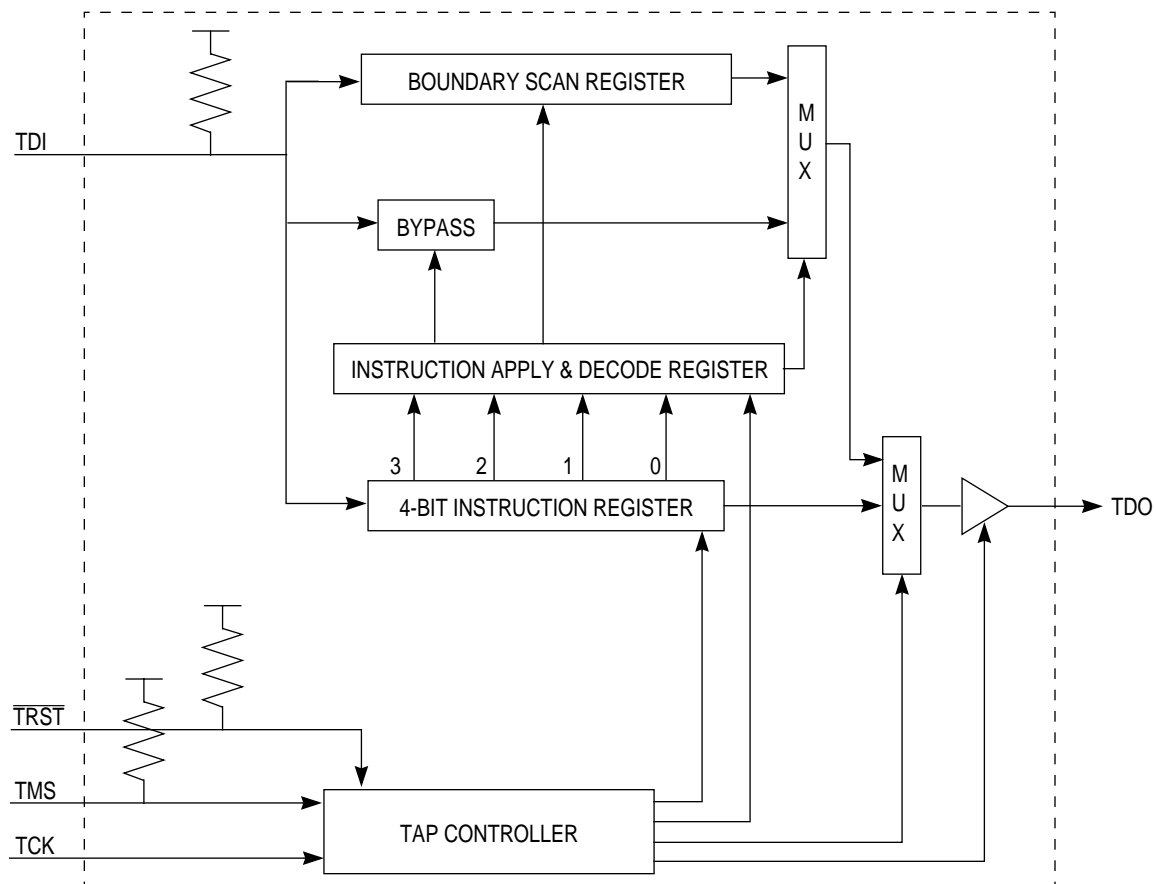 BOUNDARY SCAN REGISTER
M
U
X
TDI
BYPASS
INSTRUCTION APPLY & DECODE REGISTER
3 2 1 0
4-BIT INSTRUCTION REGISTER
M
U
X
TDO
TRST
TMS
TCK
TAP CONTROLLER